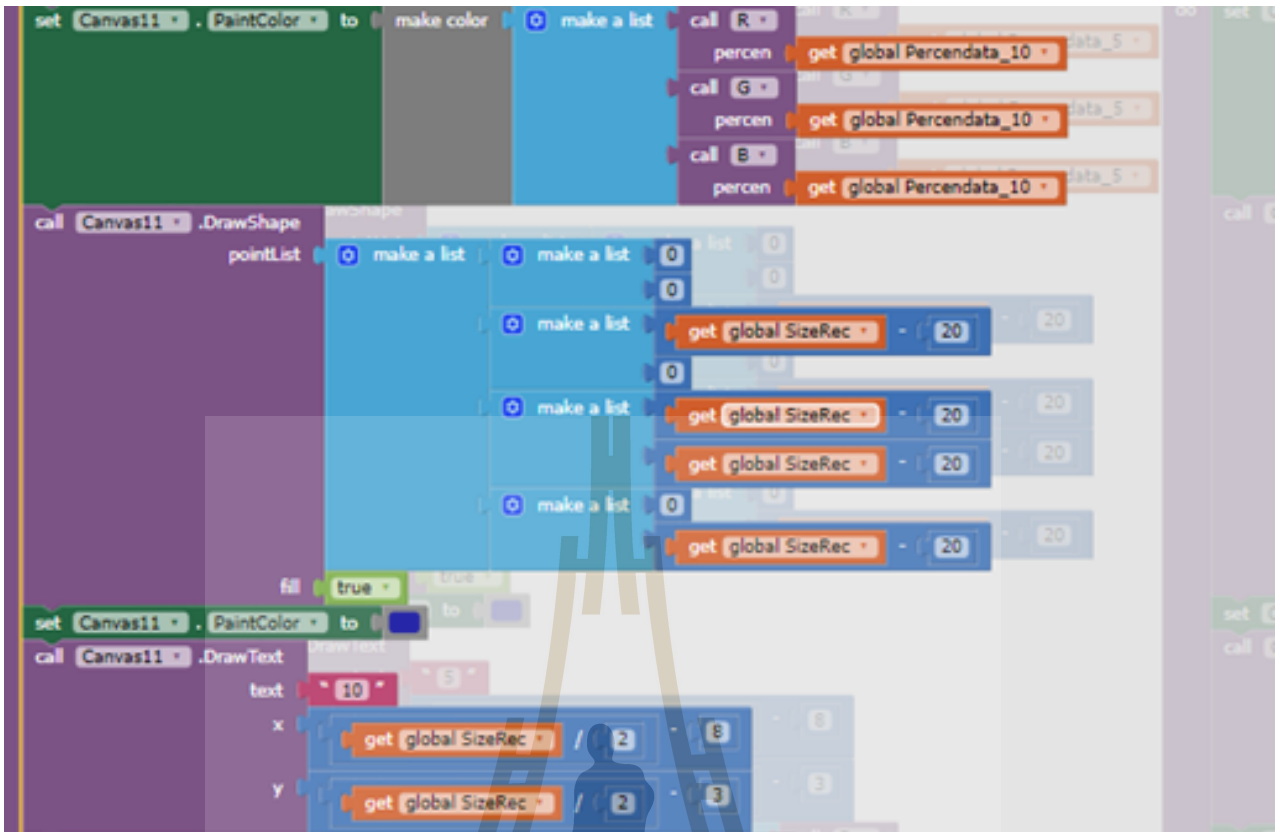 set Canvas11 . PaintColor to make color make a list call R
percen get global Percendata_10
call G
percen get global Percendata_10
call B
percen get global Percendata_10
call Canvas11 .DrawShape
pointList make a list make a list 0
0
make a list get global SizeRec - 20
0
make a list get global SizeRec - 20
get global SizeRec - 20
make a list 0
get global SizeRec - 20
fill true
set Canvas11 . PaintColor to
call Canvas11 .DrawText
text " 10 "
x get global SizeRec / 2 - 8
y get global SizeRec / 2 - 3